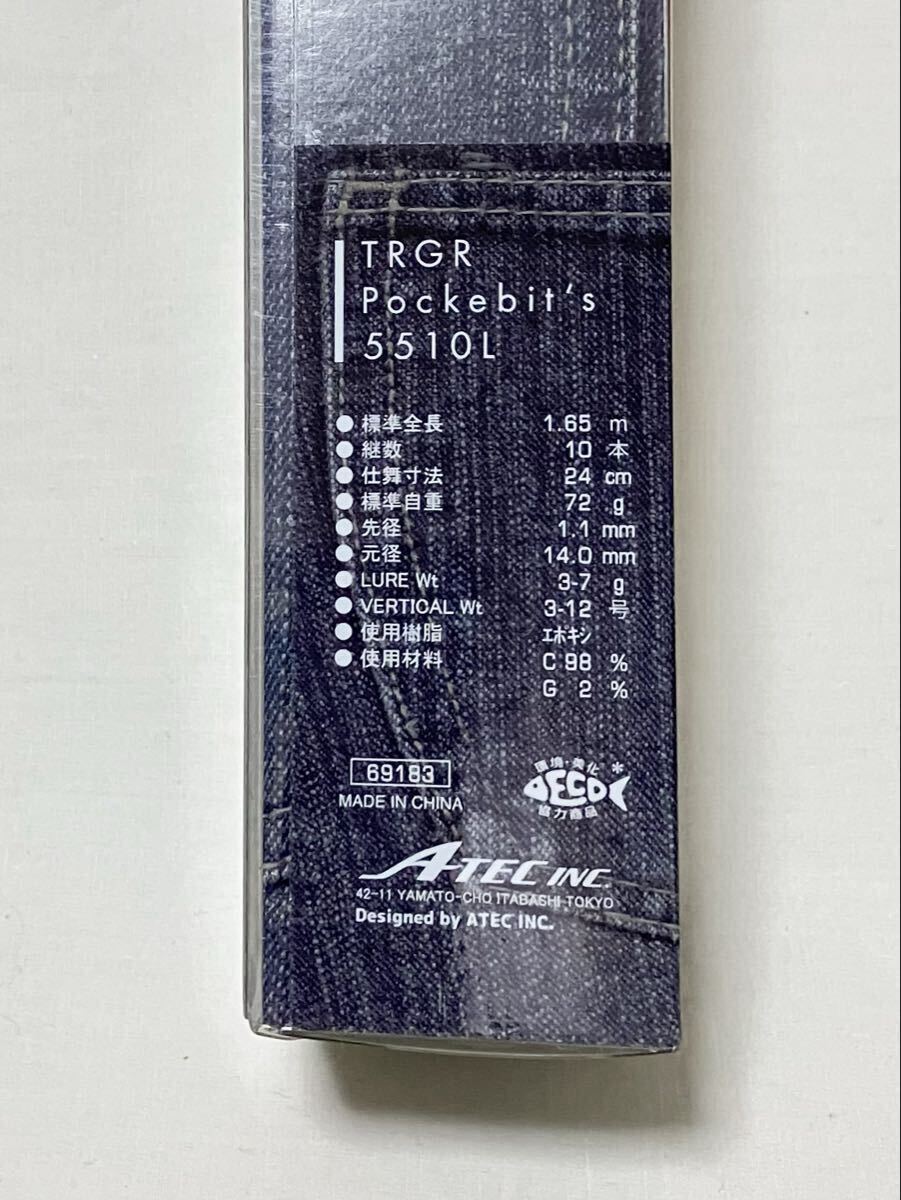 TRGR
Pockebit's
5510L
● 標準全長 1.65 m
● 継数 10 本
● 仕舞寸法 24 cm
● 標準自重 72 g
● 先径 1.1 mm
● 元径 14.0 mm
● LURE Wt 3-7 g
● VERTICAL Wt 3-12 号
● 使用樹脂 エポキシ
● 使用材料 C 98 %
G 2 %
69183
MADE IN CHINA
環境・美化*
ECO
協力商品
A-TEC INC.
42-11 YAMATO-CHO ITABASHI TOKYO
Designed by ATEC INC.